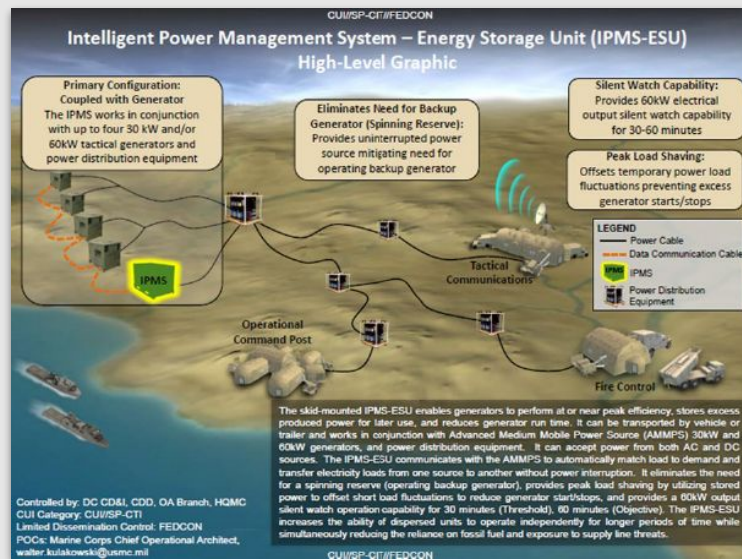 CUI//SP-CIT//FEDCON
Intelligent Power Management System – Energy Storage Unit (IPMS-ESU)
High-Level Graphic
Primary Configuration:
Coupled with Generator
The IPMS works in conjunction
with up to four 30 kW and/or
60kW tactical generators and
power distribution equipment
Eliminates Need for Backup
Generator (Spinning Reserve):
Provides uninterrupted power
source mitigating need for
operating backup generator
Silent Watch Capability:
Provides 60kW electrical
output silent watch capability
for 30-60 minutes
Peak Load Shaving:
Offsets temporary power load
fluctuations preventing excess
generator starts/stops
LEGEND
Power Cable
Data Communication Cable
IPMS
IPMS
Power Distribution
Equipment
IPMS
Tactical
Communications
Operational
Command Post
Fire Control
The skid-mounted IPMS-ESU enables generators to perform at or near peak efficiency, stores excess
produced power for later use, and reduces generator run time. It can be transported by vehicle or
trailer and works in conjunction with Advanced Medium Mobile Power Source (AMMPS) 30kW and
60kW generators, and power distribution equipment. It can accept power from both AC and DC
sources. The IPMS-ESU communicates with the AMMPS to automatically match load to demand and
transfer electricity loads from one source to another without power interruption. It eliminates the need
for a spinning reserve (operating backup generator), provides peak load shaving by utilizing stored
power to offset short load fluctuations to reduce generator start/stops, and provides a 60kW output
silent watch operation capability for 30 minutes (Threshold), 60 minutes (Objective). The IPMS-ESU
increases the ability of dispersed units to operate independently for longer periods of time while
simultaneously reducing the reliance on fossil fuel and exposure to supply line threats.
Controlled by: DC CD&I, CDD, OA Branch, HQMC
CUI Category: CUI//SP-CTI
Limited Dissemination Control: FEDCON
POCs: Marine Corps Chief Operational Architect,
walter.kulakowski@usmc.mil
CUI//SP-CIT//FEDCON